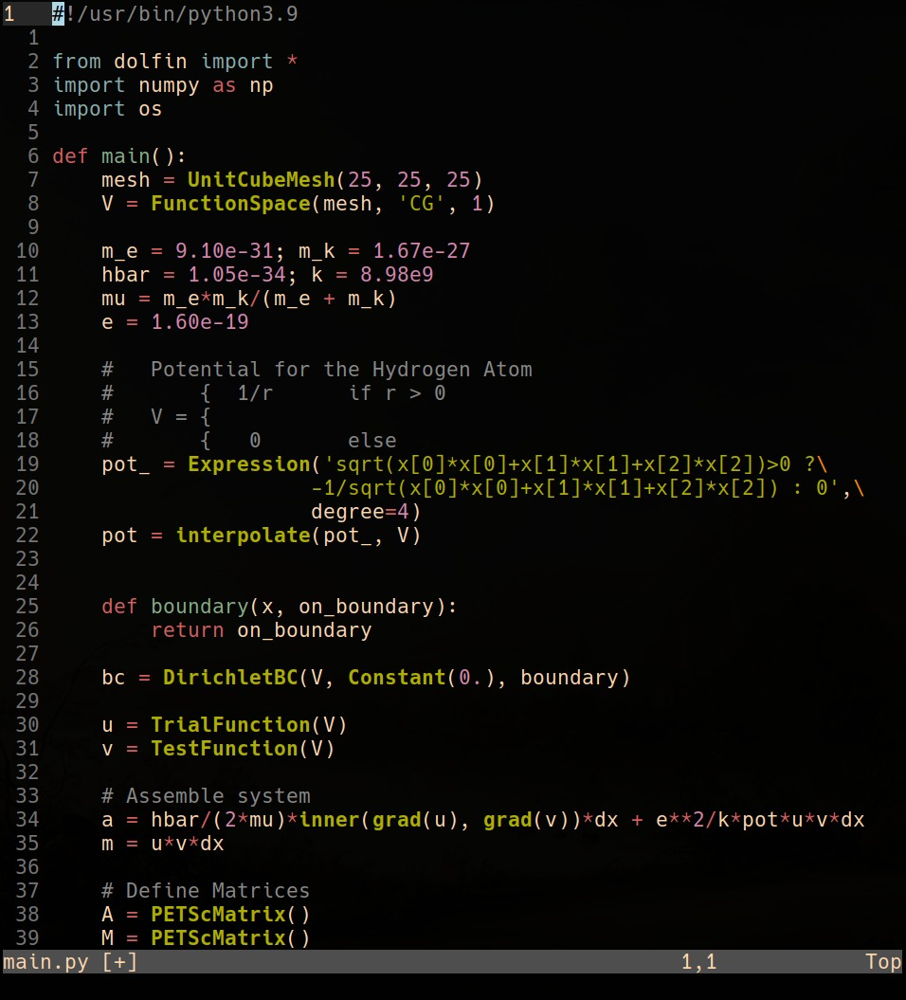 1   #!/usr/bin/python3.9
  1
  2 from dolfin import *
  3 import numpy as np
  4 import os
  5
  6 def main():
  7     mesh = UnitCubeMesh(25, 25, 25)
  8     V = FunctionSpace(mesh, 'CG', 1)
  9
 10     m_e = 9.10e-31; m_k = 1.67e-27
 11     hbar = 1.05e-34; k = 8.98e9
 12     mu = m_e*m_k/(m_e + m_k)
 13     e = 1.60e-19
 14
 15     #   Potential for the Hydrogen Atom
 16     #       {  1/r      if r > 0
 17     #   V = {
 18     #       {   0       else
 19     pot_ = Expression('sqrt(x[0]*x[0]+x[1]*x[1]+x[2]*x[2])>0 ?\
 20                      -1/sqrt(x[0]*x[0]+x[1]*x[1]+x[2]*x[2]) : 0',\
 21                      degree=4)
 22     pot = interpolate(pot_, V)
 23
 24
 25     def boundary(x, on_boundary):
 26         return on_boundary
 27
 28     bc = DirichletBC(V, Constant(0.), boundary)
 29
 30     u = TrialFunction(V)
 31     v = TestFunction(V)
 32
 33     # Assemble system
 34     a = hbar/(2*mu)*inner(grad(u), grad(v))*dx + e**2/k*pot*u*v*dx
 35     m = u*v*dx
 36
 37     # Define Matrices
 38     A = PETScMatrix()
 39     M = PETScMatrix()
main.py [+]                                            1,1            Top